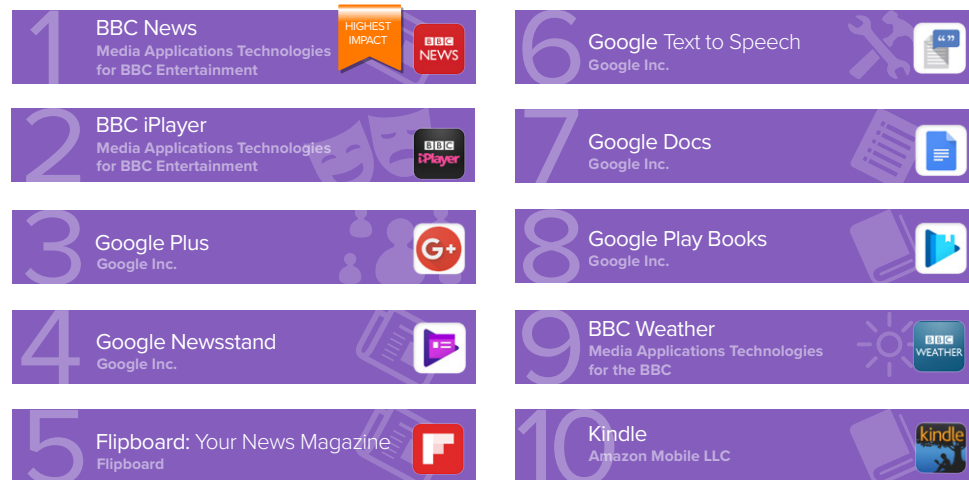 1
BBC News
Media Applications Technologies
for BBC Entertainment
HIGHEST
IMPACT
BBC
NEWS
2
BBC iPlayer
Media Applications Technologies
for BBC Entertainment
BBC
iPlayer
3
Google Plus
Google Inc.
G+
4
Google Newsstand
Google Inc.
5
Flipboard: Your News Magazine
Flipboard
6
Google Text to Speech
Google Inc.
“ ”
7
Google Docs
Google Inc.
8
Google Play Books
Google Inc.
9
BBC Weather
Media Applications Technologies
for the BBC
BBC
WEATHER
10
Kindle
Amazon Mobile LLC
kindle